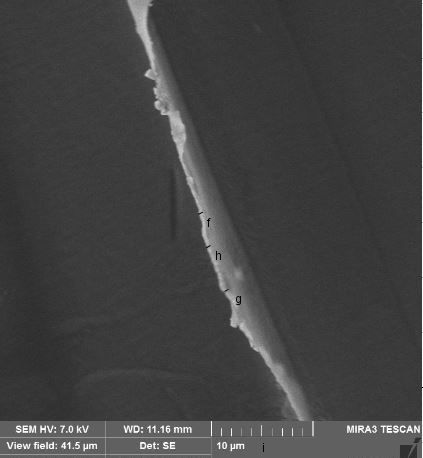 f
h
g
SEM HV: 7.0 kV
WD: 11.16 mm
MIRA3 TESCAN
View field: 41.5 µm
Det: SE
10 µm
i